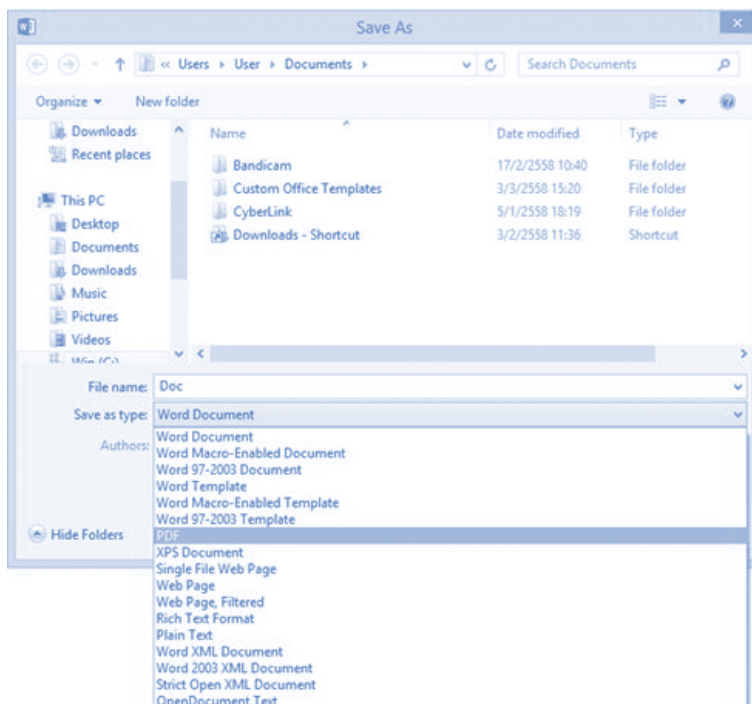 Save As
« Users Users User Documents
Search Documents
Organize New folder
Downloads
Recent places
This PC
Desktop
Documents
Downloads
Music
Pictures
Videos
Win (C:)
Name Date modified Type
Bandicam 17/2/2558 10:40 File folder
Custom Office Templates 3/3/2558 15:20 File folder
CyberLink 5/1/2558 18:19 File folder
Downloads - Shortcut 3/2/2558 11:36 Shortcut
File name: Doc
Save as type: Word Document
Authors:
Word Document
Word Macro-Enabled Document
Word 97-2003 Document
Word Template
Word Macro-Enabled Template
Word 97-2003 Template
PDF
XPS Document
Single File Web Page
Web Page
Web Page, Filtered
Rich Text Format
Plain Text
Word XML Document
Word 2003 XML Document
Strict Open XML Document
OpenDocument Text
Hide Folders